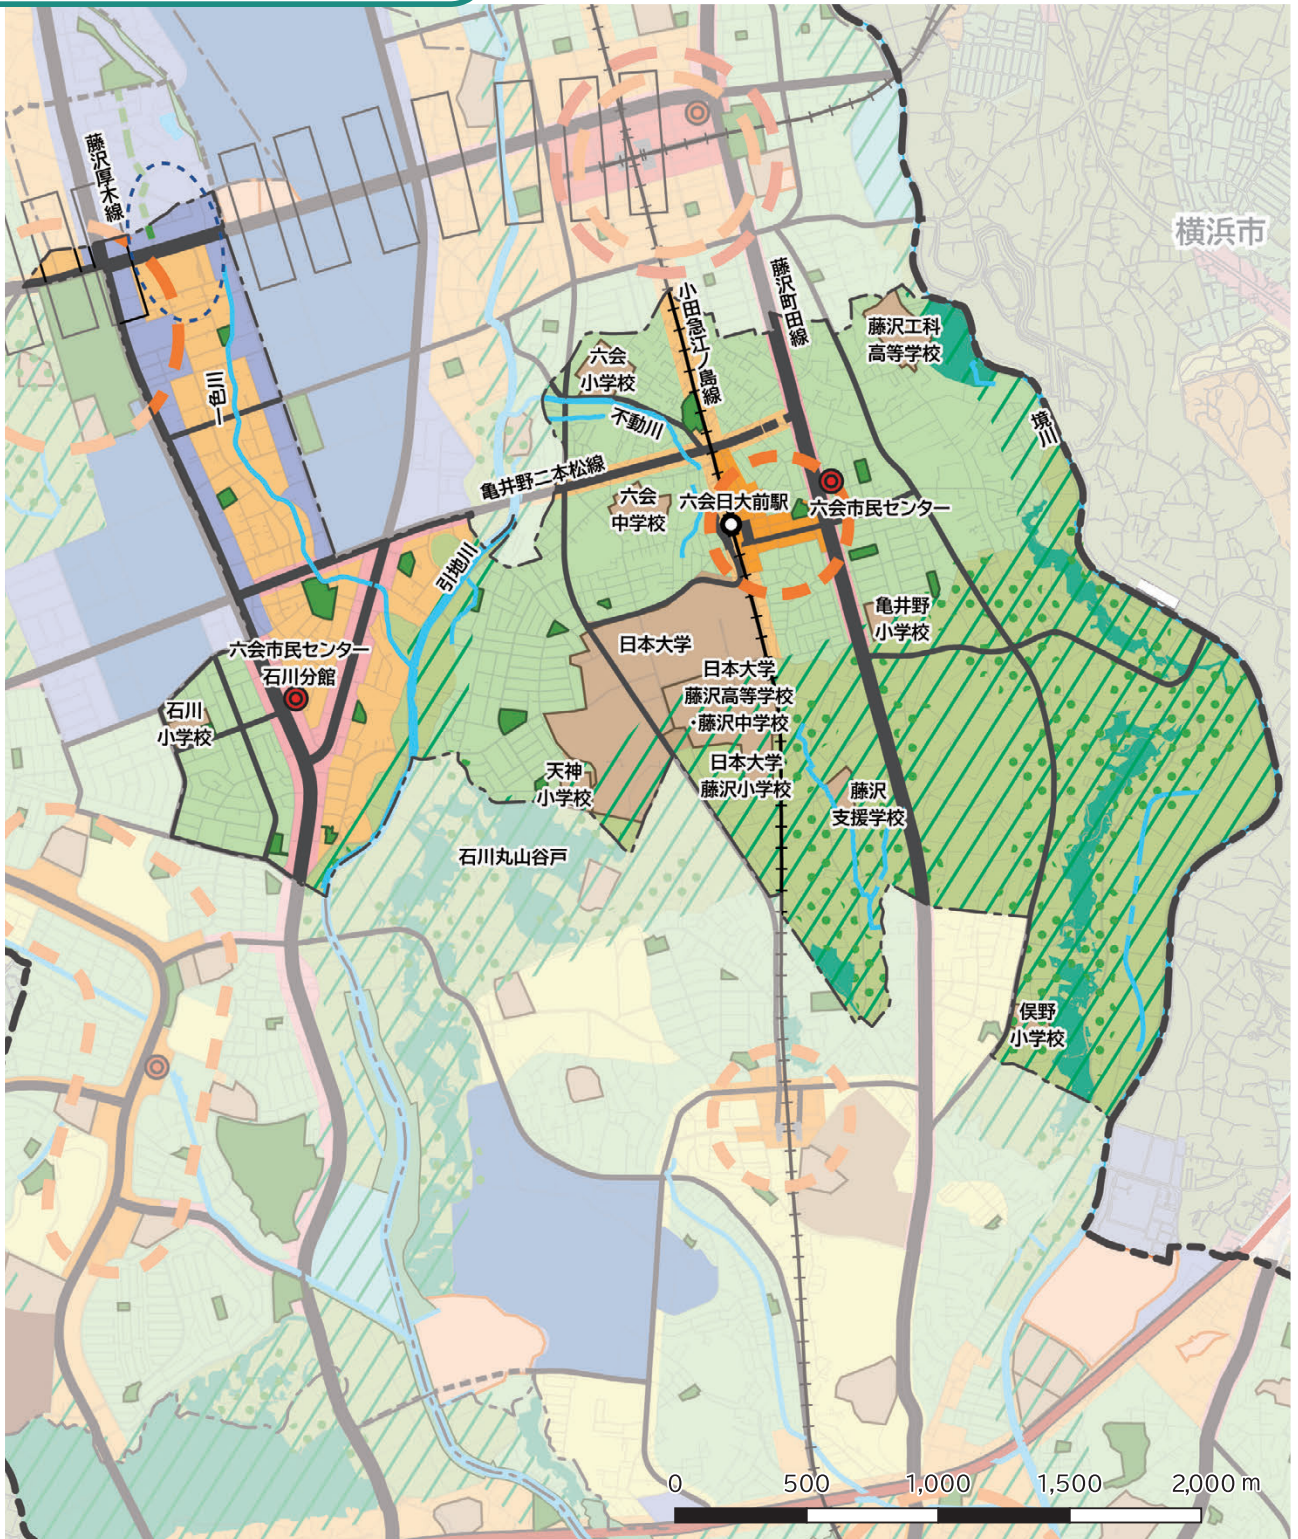 藤沢厚木線
横浜市
藤沢町田線
小田急江ノ島線
藤沢工科
高等学校
六会
小学校
一色川
境川
不動川
亀井野二本松線
六会
中学校
六会日大前駅
六会市民センター
引地川
亀井野
小学校
日本大学
六会市民センター
石川分館
日本大学
藤沢高等学校
・藤沢中学校
石川
小学校
日本大学
藤沢小学校
天神
小学校
藤沢
支援学校
石川丸山谷戸
俣野
小学校
0 500 1,000 1,500 2,000 m